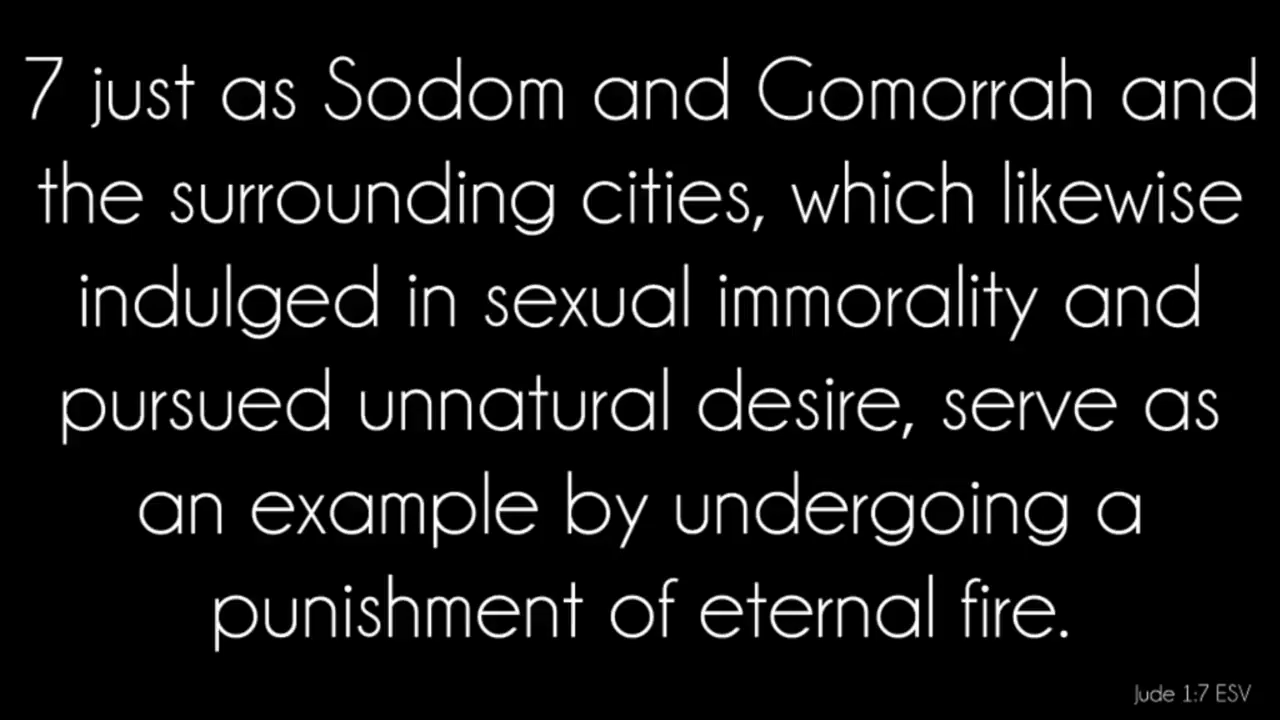 7 just as Sodom and Gomorrah and
the surrounding cities, which likewise
indulged in sexual immorality and
pursued unnatural desire, serve as
an example by undergoing a
punishment of eternal fire.
Jude 1:7 ESV